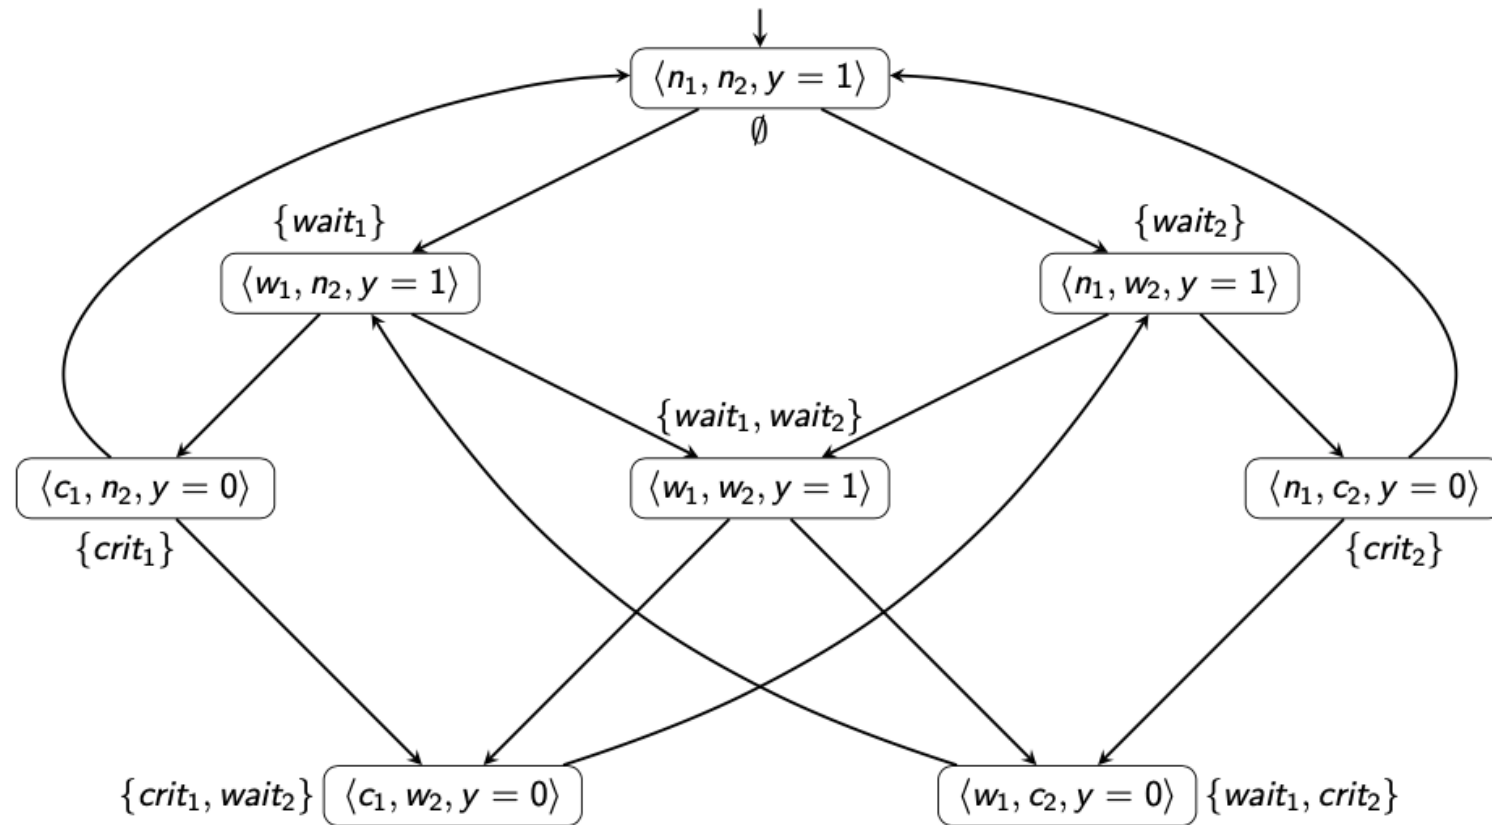 ⟨n₁, n₂, y = 1⟩
∅
{wait₁}
{wait₂}
⟨w₁, n₂, y = 1⟩
⟨n₁, w₂, y = 1⟩
{wait₁, wait₂}
⟨c₁, n₂, y = 0⟩
⟨w₁, w₂, y = 1⟩
⟨n₁, c₂, y = 0⟩
{crit₁}
{crit₂}
{crit₁, wait₂}
⟨c₁, w₂, y = 0⟩
⟨w₁, c₂, y = 0⟩
{wait₁, crit₂}